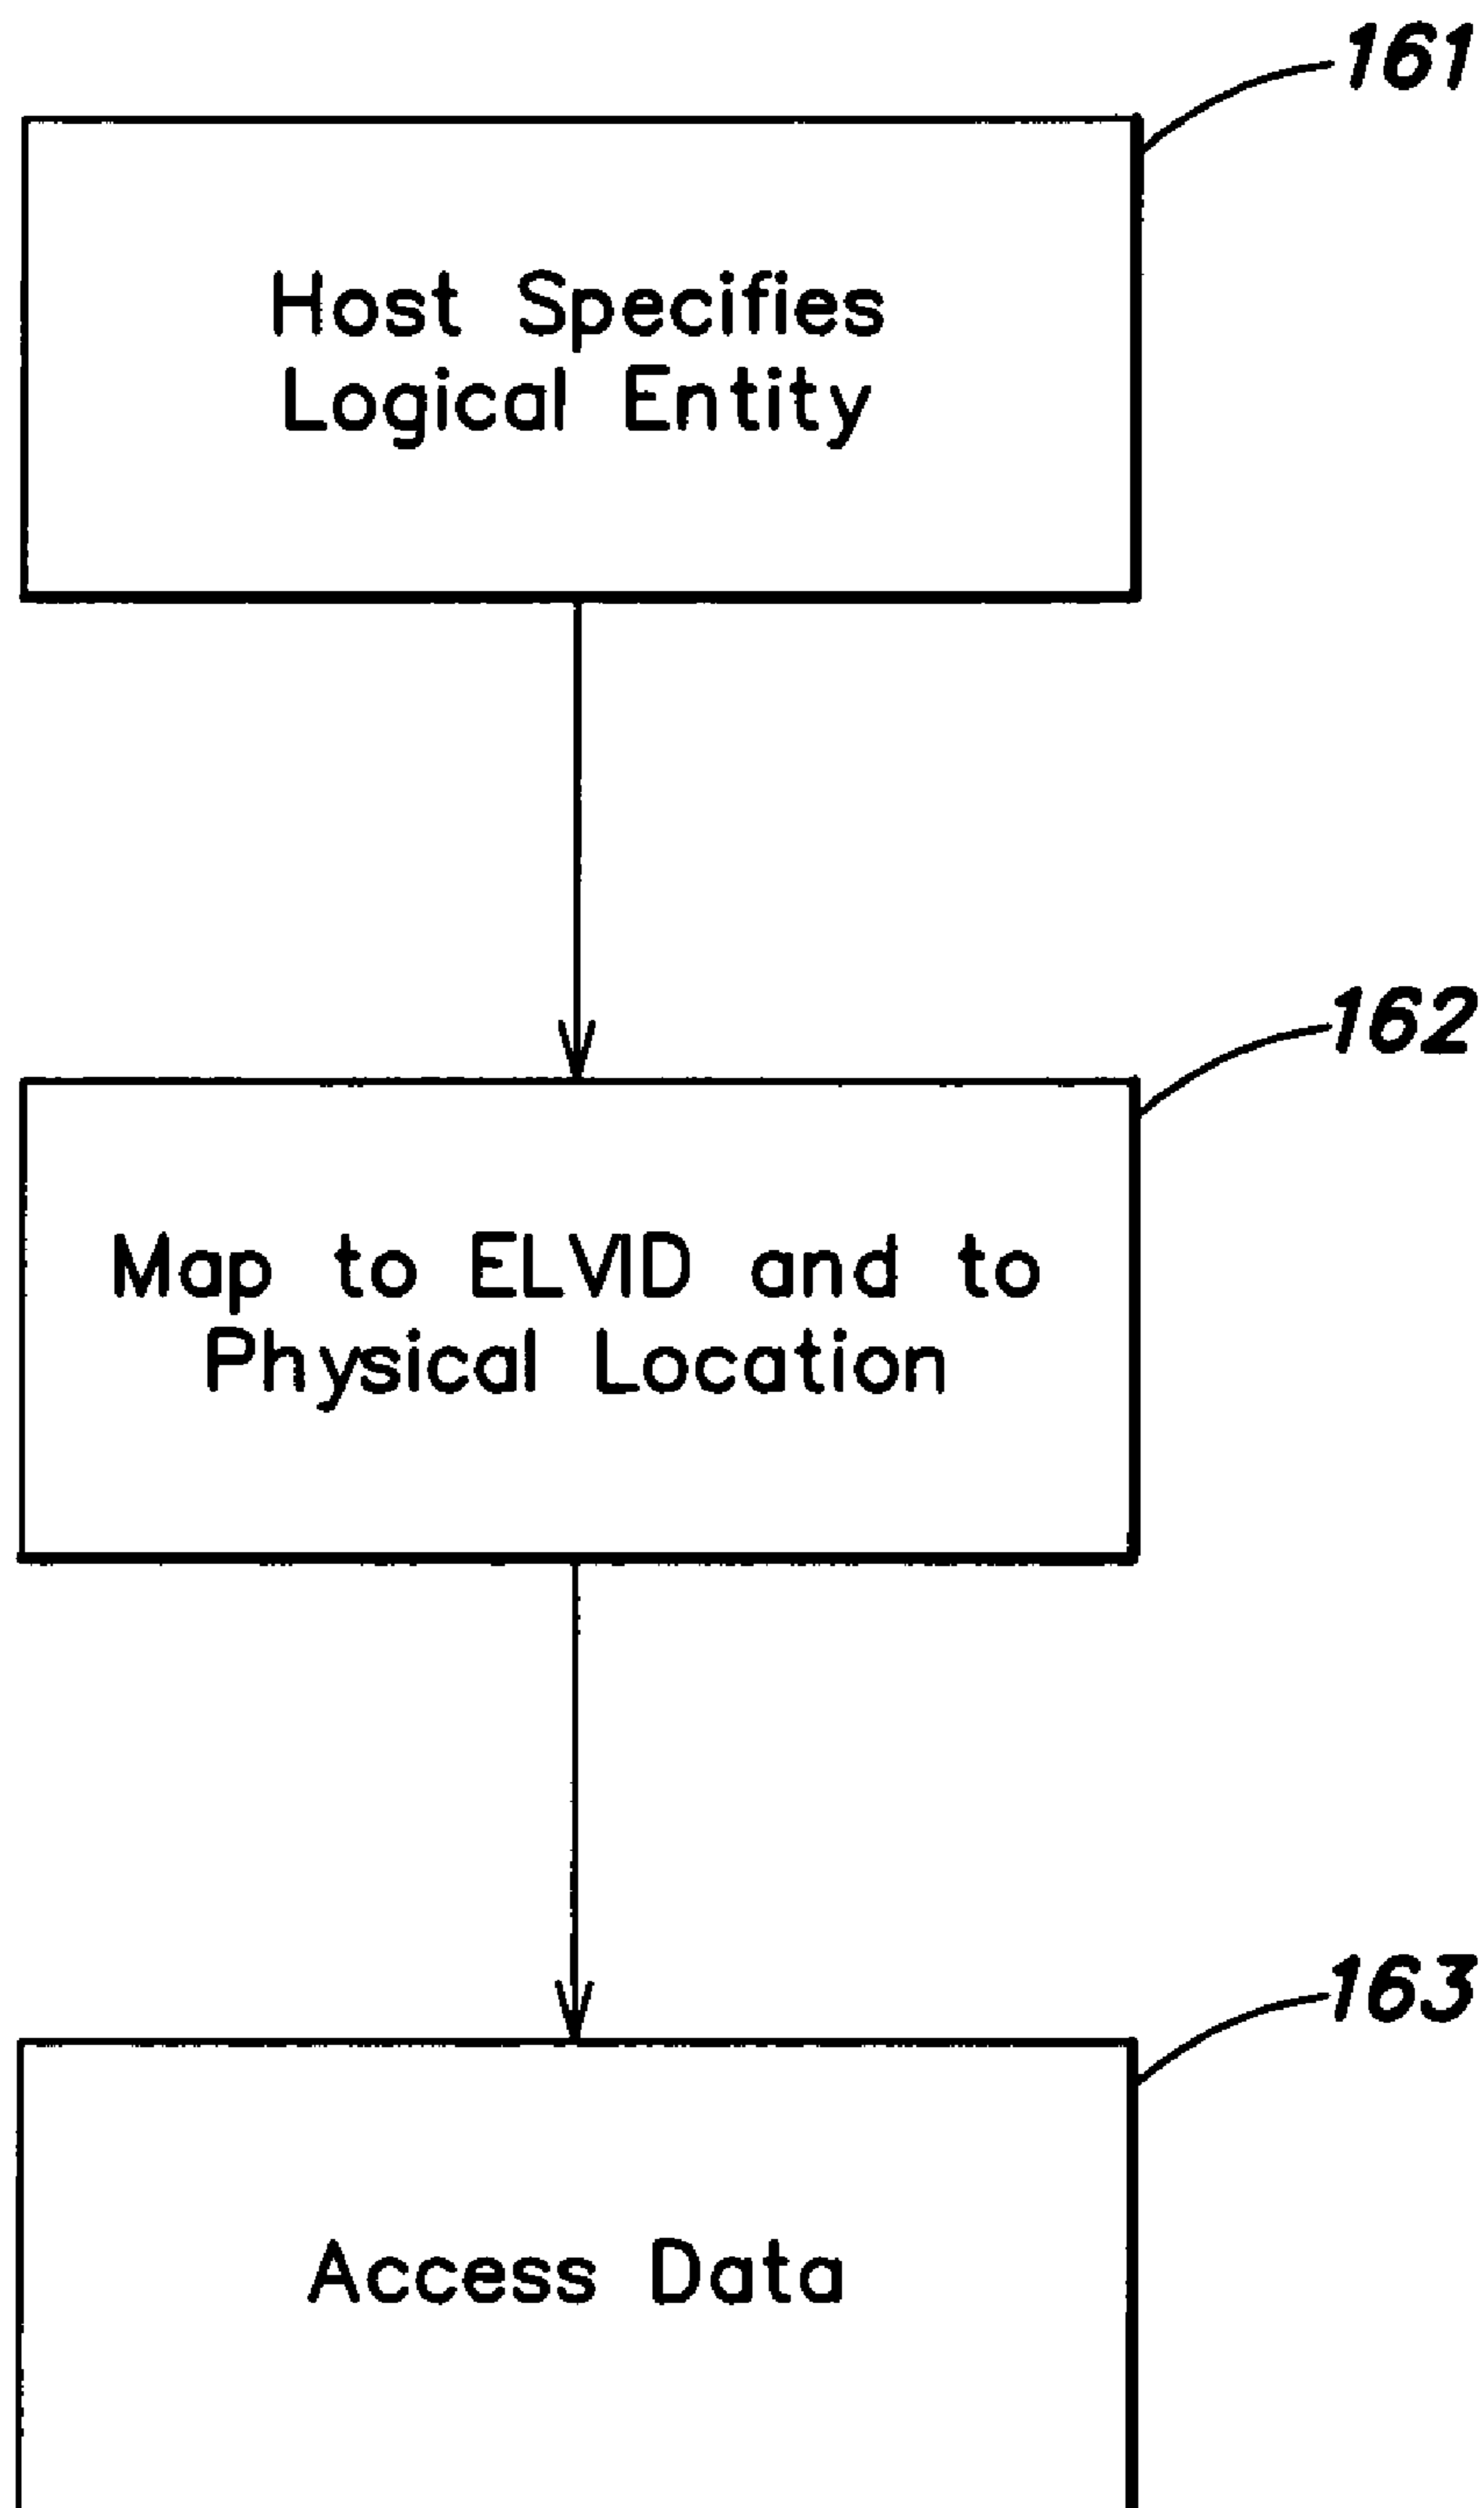 161
Host Specifies
Logical Entity
162
Map to ELVID and to
Physical Location
163
Access Data